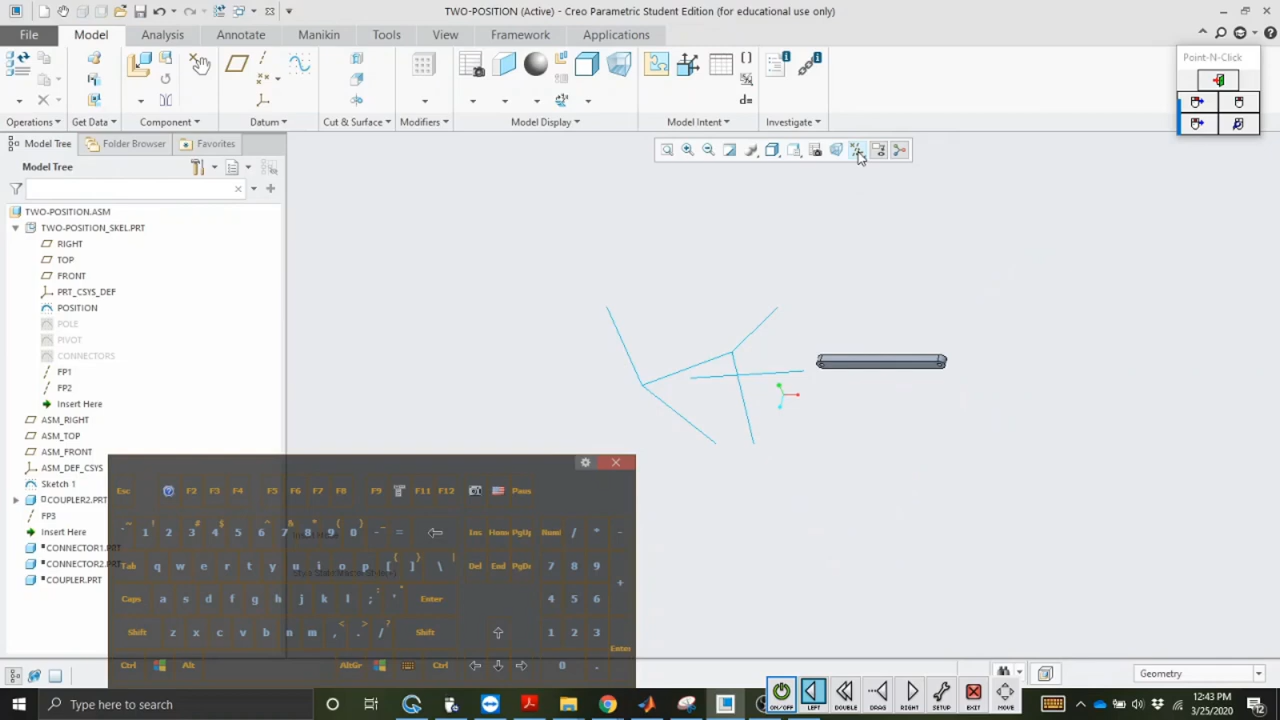 TWO-POSITION (Active) - Creo Parametric Student Edition (for educational use only)
File Model Analysis Annotate Manikin Tools View Framework Applications
Point-N-Click
Operations Get Data Component Datum Cut & Surface Modifiers Model Display Model Intent Investigate
Model Tree Folder Browser Favorites
Model Tree
TWO-POSITION.ASM
TWO-POSITION_SKEL.PRT
RIGHT
TOP
FRONT
PRT_CSYS_DEF
POSITION
POLE
PIVOT
CONNECTORS
FP1
FP2
Insert Here
ASM_RIGHT
ASM_TOP
ASM_FRONT
ASM_DEF_CSYS
Sketch 1
COUPLER2.PRT
FP3
Insert Here
CONNECTOR1.PRT
CONNECTOR2.PRT
COUPLER.PRT
Esc F2 F3 F4 F5 F6 F7 F8 F9 F11 F12 Paus
~ ! # $ ^ & * ( ) _
` 1 2 3 4 5 6 7 8 9 0 - = Ins Home PgUp Num / * -
{ } |
Tab q w e r t y u i o p [ ] \ Del End PgDn 7 8 9 +
Caps a s d f g h j k l ; ' Enter 4 5 6
< > ?
Shift z x c v b n m , . / Shift 1 2 3
Enter
Ctrl Alt AltGr Ctrl 0 .
Geometry
Type here to search
ON/OFF LEFT DOUBLE DRAG RIGHT SETUP EXIT MOVE
12:43 PM
3/25/2020
12